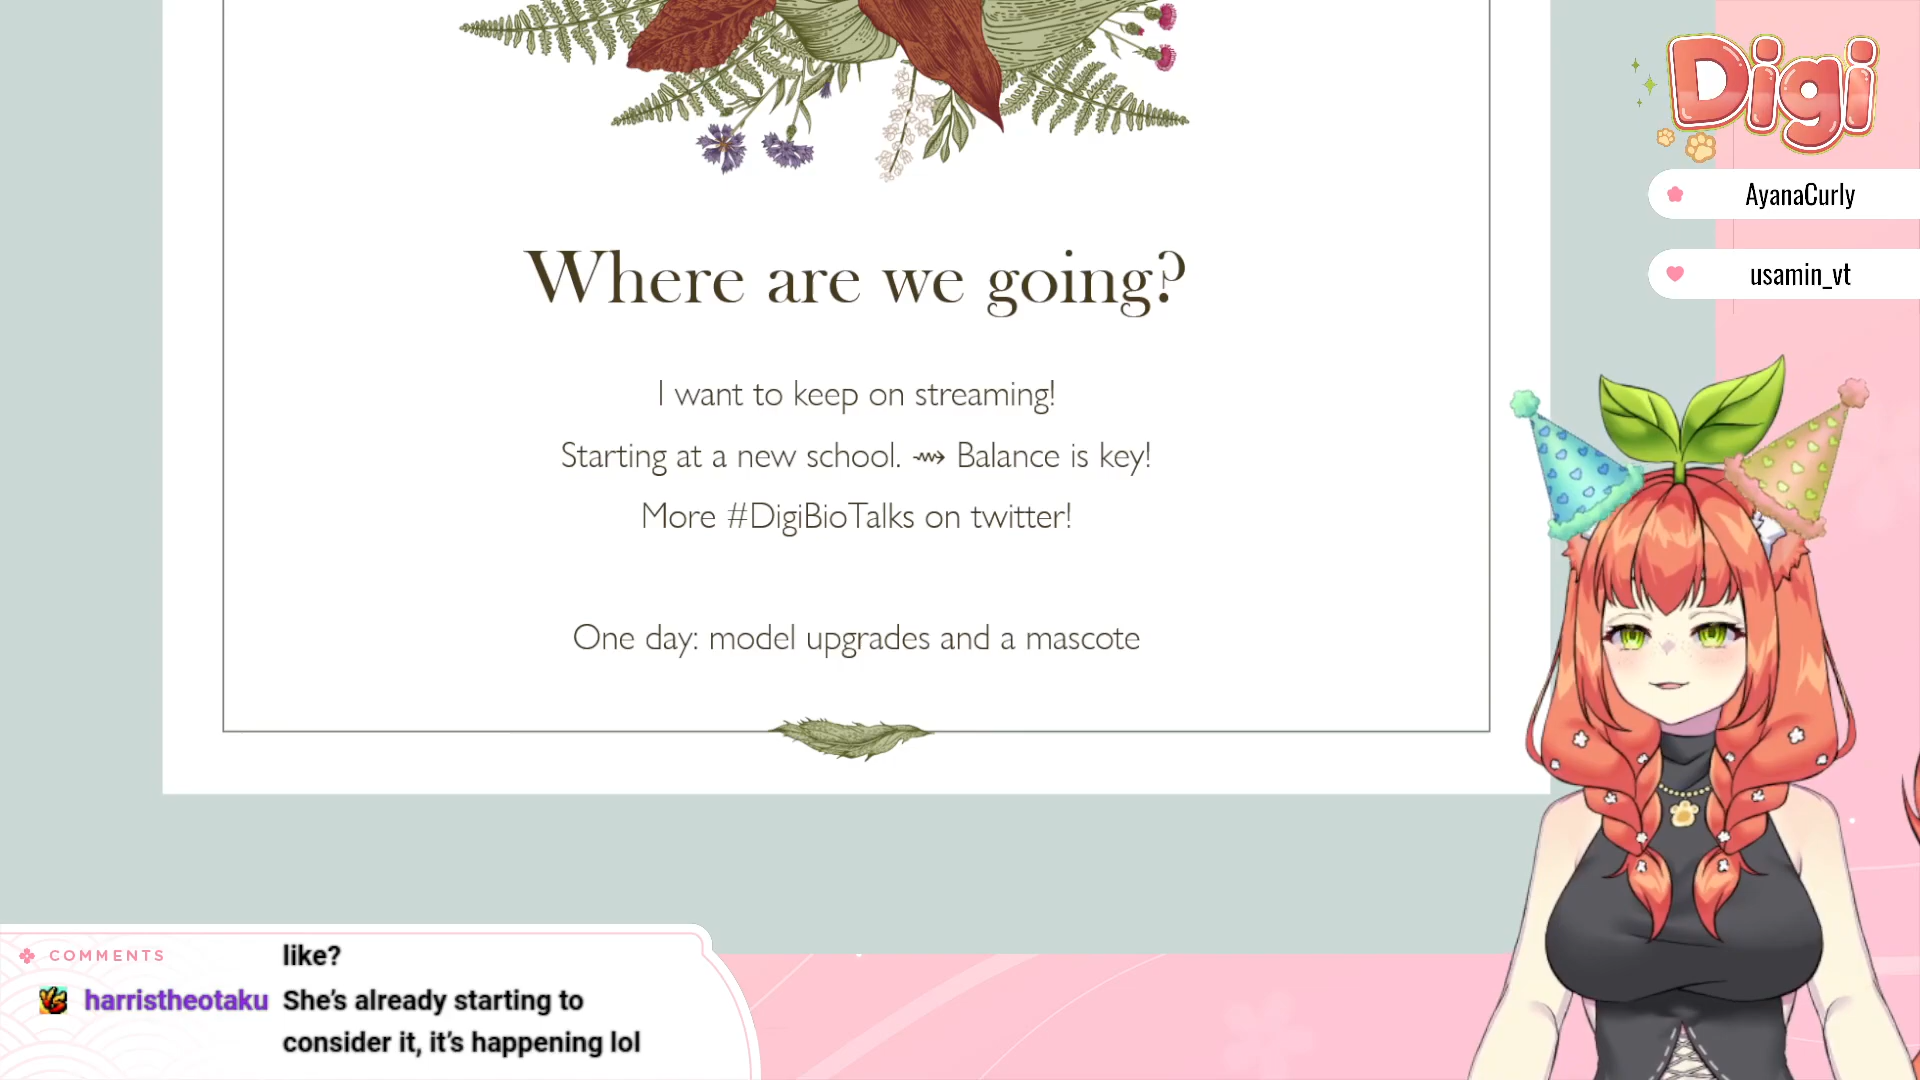 Digi
AyanaCurly
usamin_vt
Where are we going?
I want to keep on streaming!
Starting at a new school. ⇝ Balance is key!
More #DigiBioTalks on twitter!
One day: model upgrades and a mascote
COMMENTS
like?
harristheotaku She's already starting to
consider it, it's happening lol